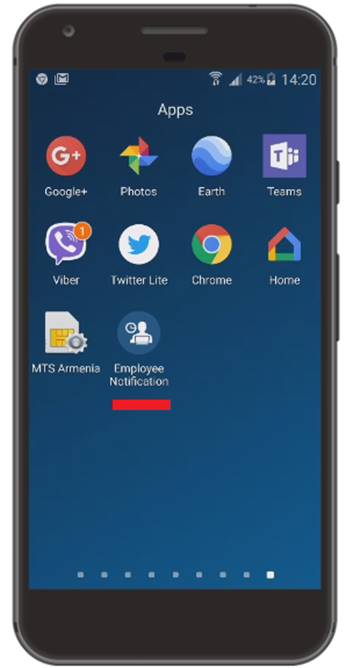 42% 14:20
Apps
G+
Google+ Photos Earth Teams
1
Viber Twitter Lite Chrome Home
MTS Armenia Employee
Notification